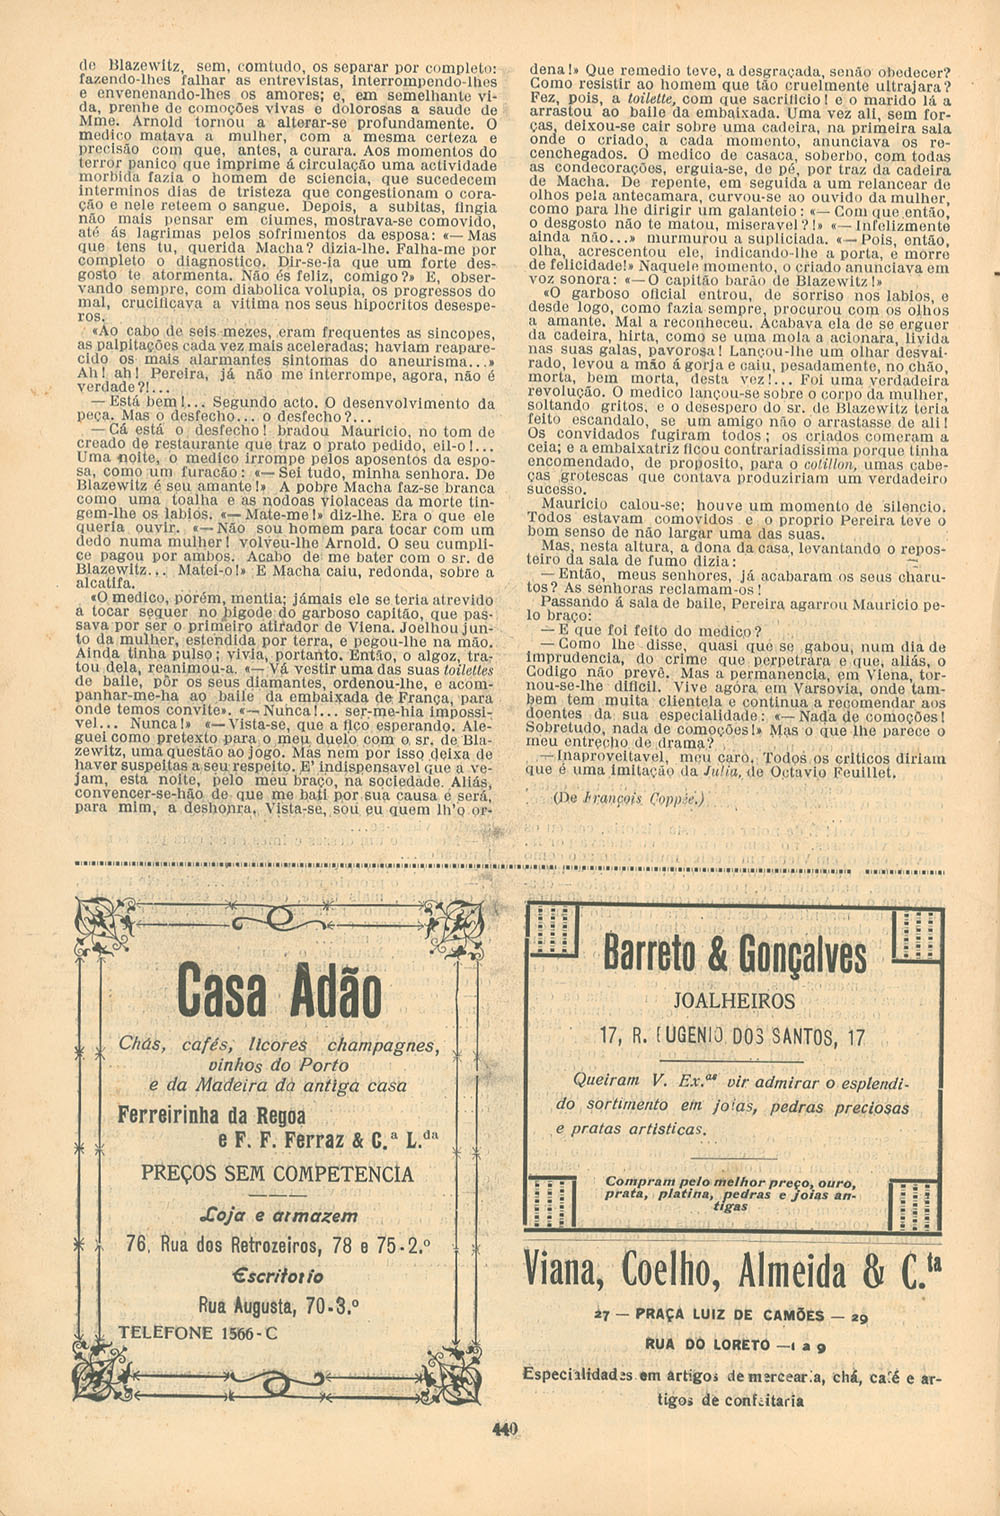 de Blazewitz, sem, comtudo, os separar por completo:
fazendo-lhes falhar as entrevistas, interrompendo-lhes
e envenenando-lhes os amores; e, em semelhante vi-
da, prenhe de comoções vivas e dolorosas a saude de
Mme. Arnold tornou a alterar-se profundamente. O
medico matava a mulher, com a mesma certeza e
precisão com que, antes, a curara. Aos momentos do
terror panico que imprime á circulação uma actividade
morbida fazia o homem de sciencia, que sucedecem
interminos dias de tristeza que congestionam o cora-
ção e nele reteem o sangue. Depois, a subitas, fingia
não mais pensar em ciumes, mostrava-se comovido,
até ás lagrimas pelos sofrimentos da esposa: «—Mas
que tens tu, querida Macha? dizia-lhe. Falha-me por
completo o diagnostico. Dir-se-ia que um forte des-
gosto te atormenta. Não és feliz, comigo?» E, obser-
vando sempre, com diabolica volupia, os progressos do
mal, crucificava a vitima nos seus hipocritos desespe-
ros.
«Ao cabo de seis mezes, eram frequentes as sincopes,
as palpitações cada vez mais aceleradas; haviam reapare-
cido os mais alarmantes sintomas do aneurisma...»
Ah! ah! Pereira, já não me interrompe, agora, não é
verdade?!...
—Está bem!... Segundo acto. O desenvolvimento da
peça. Mas o desfecho... o desfecho?...
—Cá está o desfecho! bradou Mauricio, no tom de
creado de restaurante que traz o prato pedido, eil-o!...
Uma noite, o medico irrompe pelos aposentos da espo-
sa, como um furacão: «—Sei tudo, minha senhora. De
Blazewitz é seu amante!» A pobre Macha faz-se branca
como uma toalha e as nodoas violaceas da morte tin-
gem-lhe os labios. «—Mate-me!» diz-lhe. Era o que ele
queria ouvir. «—Não sou homem para tocar com um
dedo numa mulher! volveu-lhe Arnold. O seu cumpli-
ce pagou por ambos. Acabo de me bater com o sr. de
Blazewitz... Matei-o!» E Macha caiu, redonda, sobre a
alcatifa.
«O medico, porém, mentia; jámais ele se teria atrevido
a tocar sequer no bigode do garboso capitão, que pas-
sava por ser o primeiro atirador de Viena. Joelhou jun-
to da mulher, estendida por terra, e pegou-lhe na mão.
Ainda tinha pulso; vivia, portanto. Então, o algoz, tra-
tou dela, reanimou-a. «—Vá vestir uma das suas toilettes
de baile, pôr os seus diamantes, ordenou-lhe, e acom-
panhar-me-ha ao baile da embaixada de França, para
onde temos convite». «—Nunca!... ser-me-hia impossi-
vel... Nunca!» «—Vista-se, que a fico esperando. Ale-
guei como pretexto para o meu duelo com o sr. de Bla-
zewitz, uma questão ao jogo. Mas nem por isso deixa de
haver suspeitas a seu respeito. E' indispensavel que a ve-
jam, esta noite, pelo meu braço, na sociedade. Aliás,
convencer-se-hão de que me bati por sua causa e será,
para mim, a deshonra. Vista-se, sou eu quem lh'o or-
dena!» Que remedio teve, a desgraçada, senão obedecer?
Como resistir ao homem que tão cruelmente ultrajara?
Fez, pois, a toilette, com que sacrificio! e o marido lá a
arrastou ao baile da embaixada. Uma vez ali, sem for-
ças, deixou-se cair sobre uma cadeira, na primeira sala
onde o criado, a cada momento, anunciava os re-
cenchegados. O medico de casaca, soberbo, com todas
as condecorações, erguia-se, de pé, por traz da cadeira
de Macha. De repente, em seguida a um relancear de
olhos pela antecamara, curvou-se ao ouvido da mulher,
como para lhe dirigir um galanteio: «—Com que então,
o desgosto não te matou, miseravel?!» «—Infelizmente
ainda não...» murmurou a supliciada. «—Pois, então,
olha, acrescentou ele, indicando-lhe a porta, e morre
de felicidade!» Naquele momento, o criado anunciava em
voz sonora: «—O capitão barão de Blazewitz!»
«O garboso oficial entrou, de sorriso nos labios, e
desde logo, como fazia sempre, procurou com os olhos
a amante. Mal a reconheceu. Acabava ela de se erguer
da cadeira, hirta, como se uma mola a acionara, livida
nas suas galas, pavorosa! Lançou-lhe um olhar desvai-
rado, levou a mão á gorja e caiu, pesadamente, no chão,
morta, bem morta, desta vez!... Foi uma verdadeira
revolução. O medico lançou-se sobre o corpo da mulher,
soltando gritos, e o desespero do sr. de Blazewitz teria
feito escandalo, se um amigo não o arrastasse de ali!
Os convidados fugiram todos; os criados comeram a
ceia; e a embaixatriz ficou contrariadissima porque tinha
encomendado, de proposito, para o cotillon, umas cabe-
ças grotescas que contava produziriam um verdadeiro
sucesso.
Mauricio calou-se; houve um momento de silencio.
Todos estavam comovidos e o proprio Pereira teve o
bom senso de não largar uma das suas.
Mas, nesta altura, a dona da casa, levantando o repos-
teiro da sala de fumo dizia:
—Então, meus senhores, já acabaram os seus charu-
tos? As senhoras reclamam-os!
Passando á sala de baile, Pereira agarrou Mauricio pe-
lo braço:
—E que foi feito do medico?
—Como lhe disse, quasi que se gabou, num dia de
imprudencia, do crime que perpetrara e que, aliás, o
Codigo não prevê. Mas a permanencia, em Viena, tor-
nou-se-lhe dificil. Vive agóra em Varsovia, onde tam-
bem tem muita clientela e continua a recomendar aos
doentes da sua especialidade: «—Nada de comoções!
Sobretudo, nada de comoções!» Mas o que lhe parece o
meu entrecho de drama?
—Inaproveitavel, meu caro. Todos os criticos diriam
que é uma imitação da Julia, de Octavio Feuillet.
(De François Coppée.)
Casa Adão
Chás, cafés, licores champagnes,
vinhos do Porto
e da Madeira da antiga casa
Ferreirinha da Regoa
e F. F. Ferraz & C.ª L.da
PREÇOS SEM COMPETENCIA
Loja e armazem
76, Rua dos Retrozeiros, 78 e 75-2.º
Escritorio
Rua Augusta, 70-3.º
TELEFONE 1566-C
Barreto & Gonçalves
JOALHEIROS
17, R. EUGENIO DOS SANTOS, 17
Queiram V. Ex.as vir admirar o esplendi-
do sortimento em joias, pedras preciosas
e pratas artisticas.
Compram pelo melhor preço, ouro,
prata, platina, pedras e joias an-
tigas
Viana, Coelho, Almeida & C.ta
27 — PRAÇA LUIZ DE CAMÕES — 29
RUA DO LORETO —1 a 9
Especialidades em artigos de mercearia, chá, café e ar-
tigos de confeitaria
440